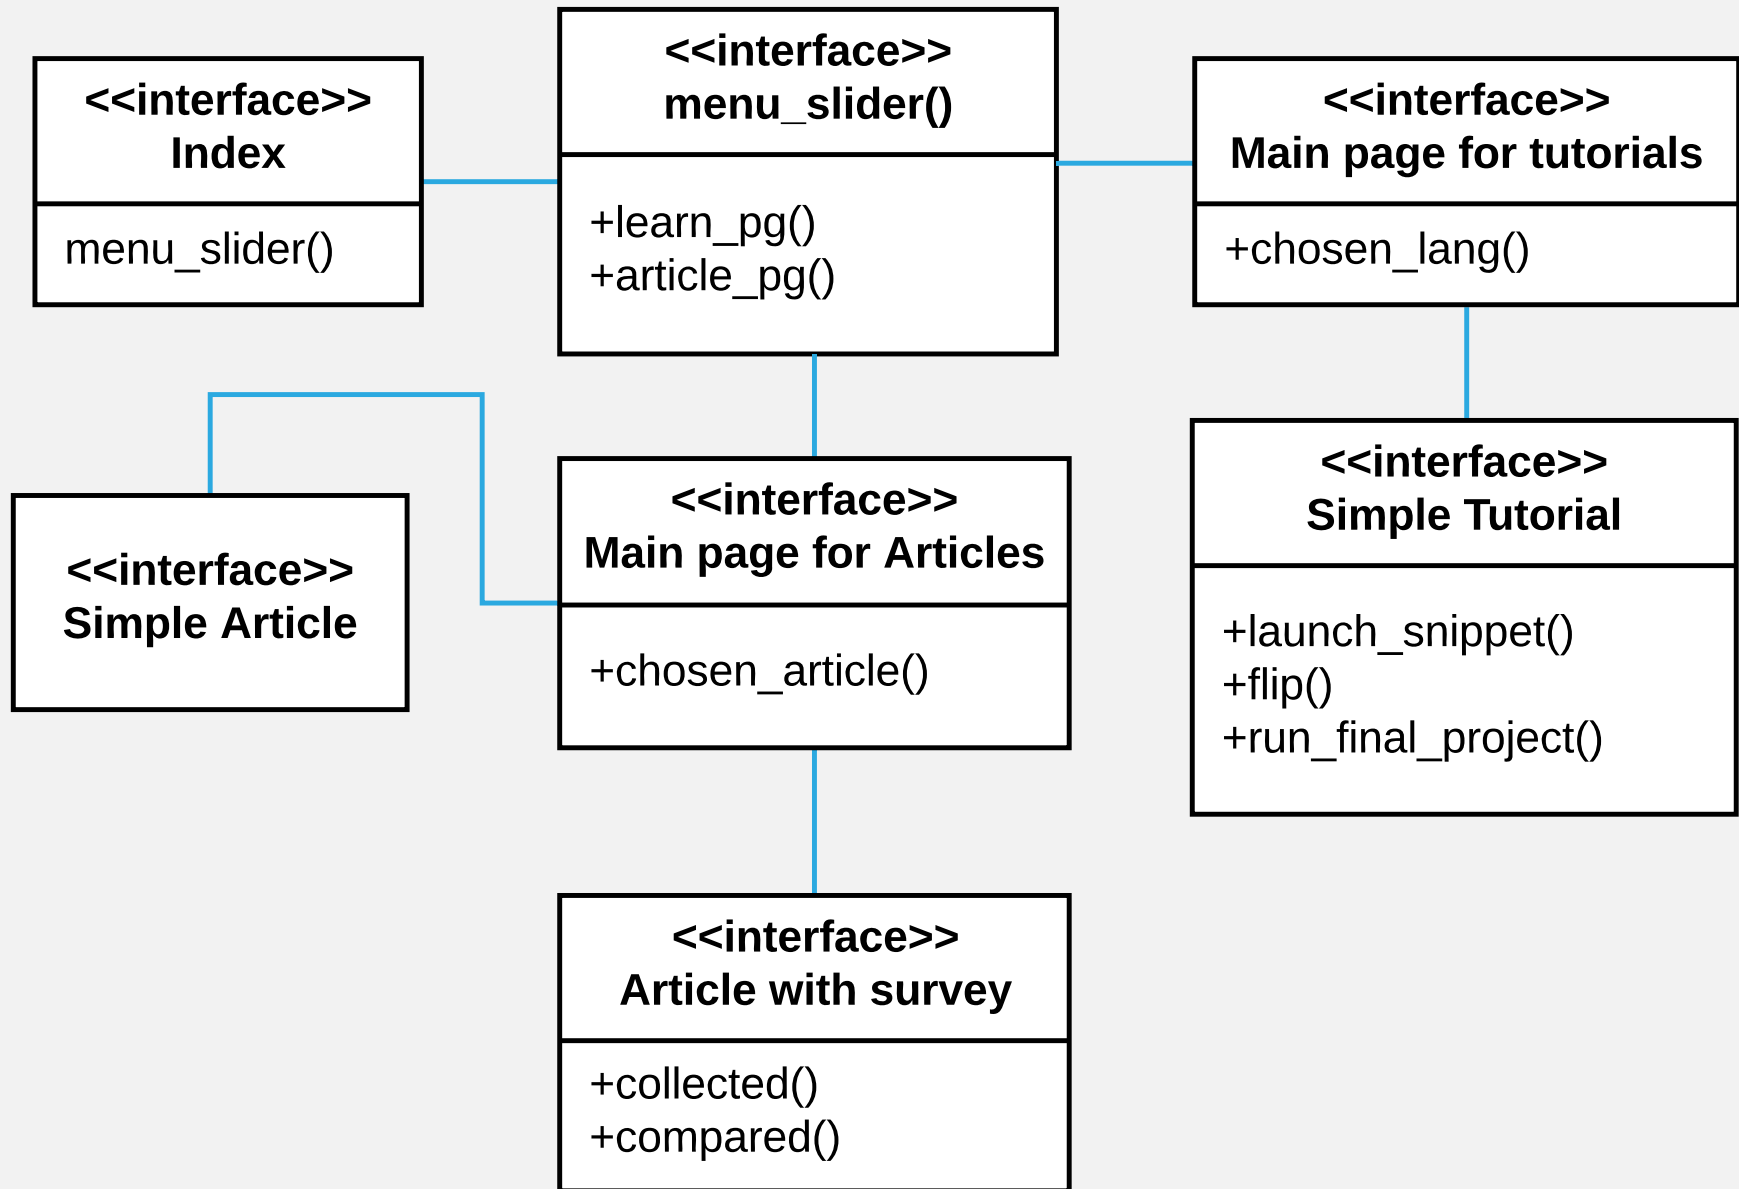 <<interface>>
Index
menu_slider()
<<interface>>
menu_slider()
+learn_pg()
+article_pg()
<<interface>>
Main page for tutorials
+chosen_lang()
<<interface>>
Simple Article
<<interface>>
Main page for Articles
+chosen_article()
<<interface>>
Simple Tutorial
+launch_snippet()
+flip()
+run_final_project()
<<interface>>
Article with survey
+collected()
+compared()